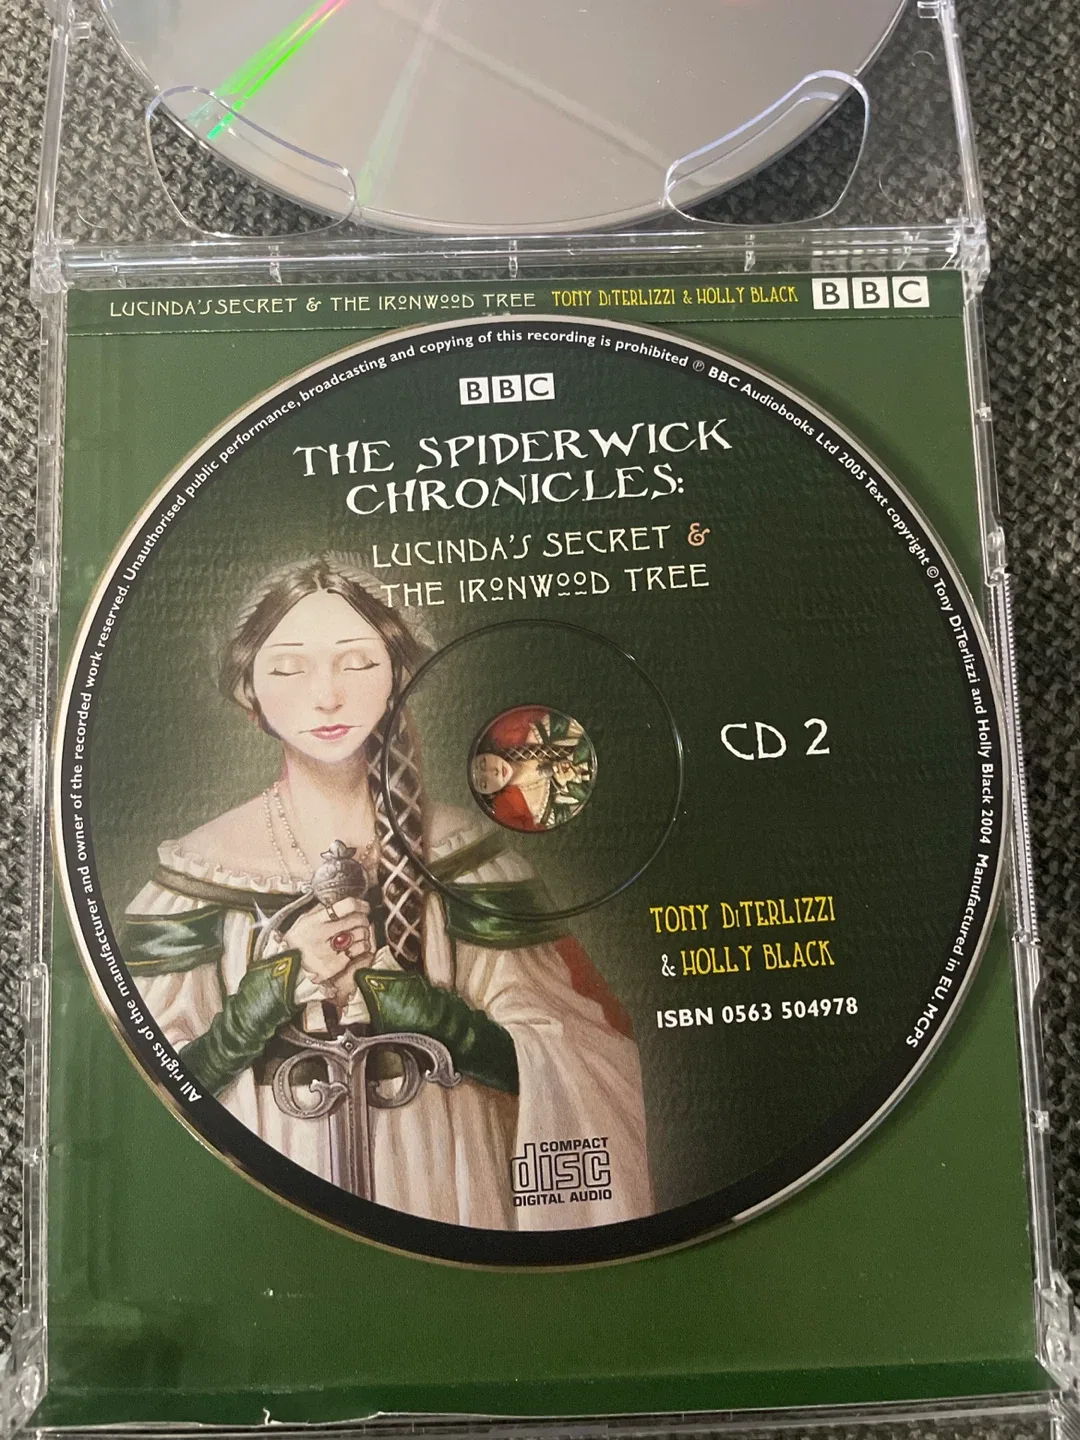 LUCINDA'S SECRET & THE IRONWOOD TREE TONY DiTERLIZZI & HOLLY BLACK BBC
All rights of the manufacturer and owner of the recorded work reserved. Unauthorised public performance, broadcasting and copying of this recording is prohibited ℗ BBC Audiobooks Ltd 2005 Text copyright © Tony DiTerlizzi and Holly Black 2004 Manufactured in EU. MCPS
BBC
THE SPIDERWICK
CHRONICLES:
LUCINDA'S SECRET &
THE IRONWOOD TREE
CD 2
TONY DiTERLIZZI
& HOLLY BLACK
ISBN 0563 504978
COMPACT
disc
DIGITAL AUDIO